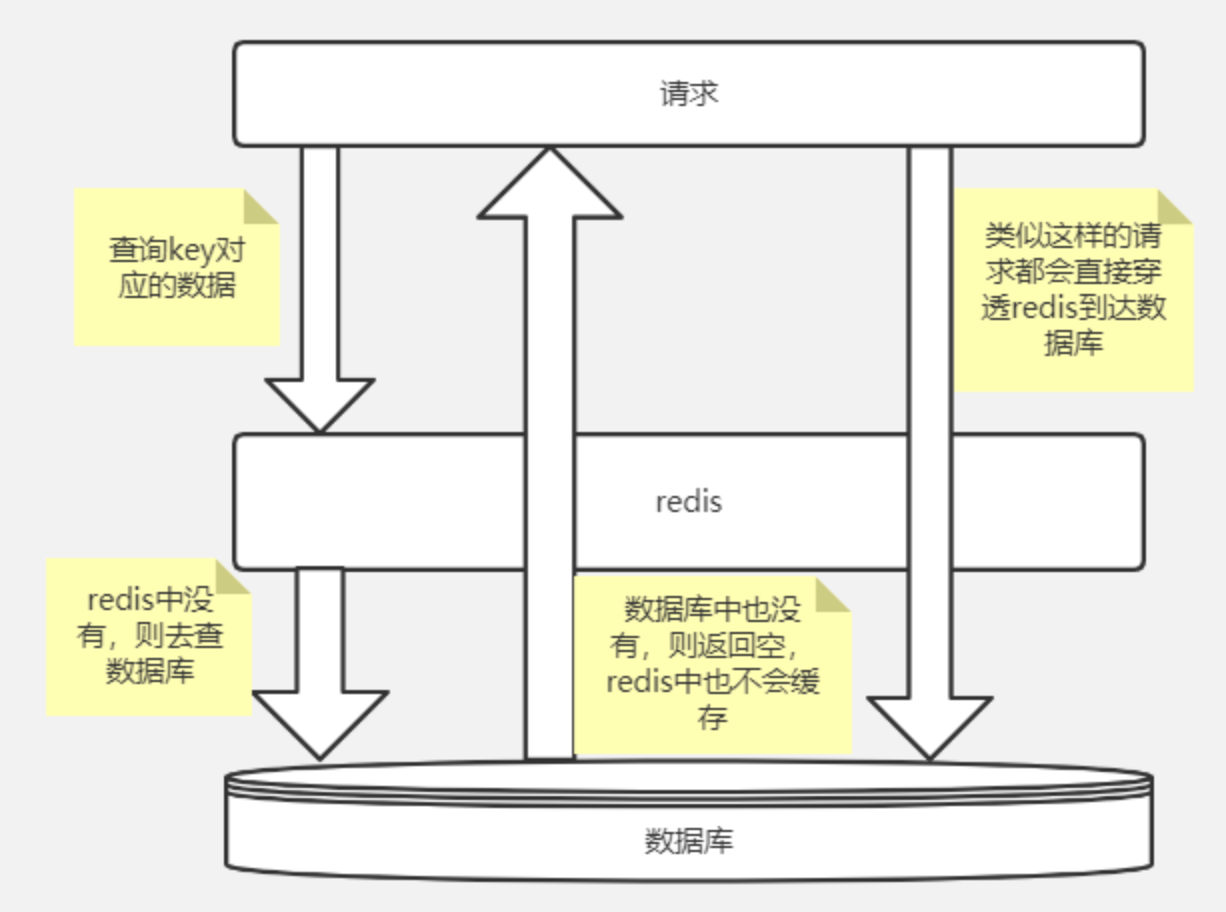 请求
查询key对
应的数据
类似这样的请
求都会直接穿
透redis到达数
据库
redis
redis中没
有，则去查
数据库
数据库中也没
有，则返回空，
redis中也不会缓
存
数据库